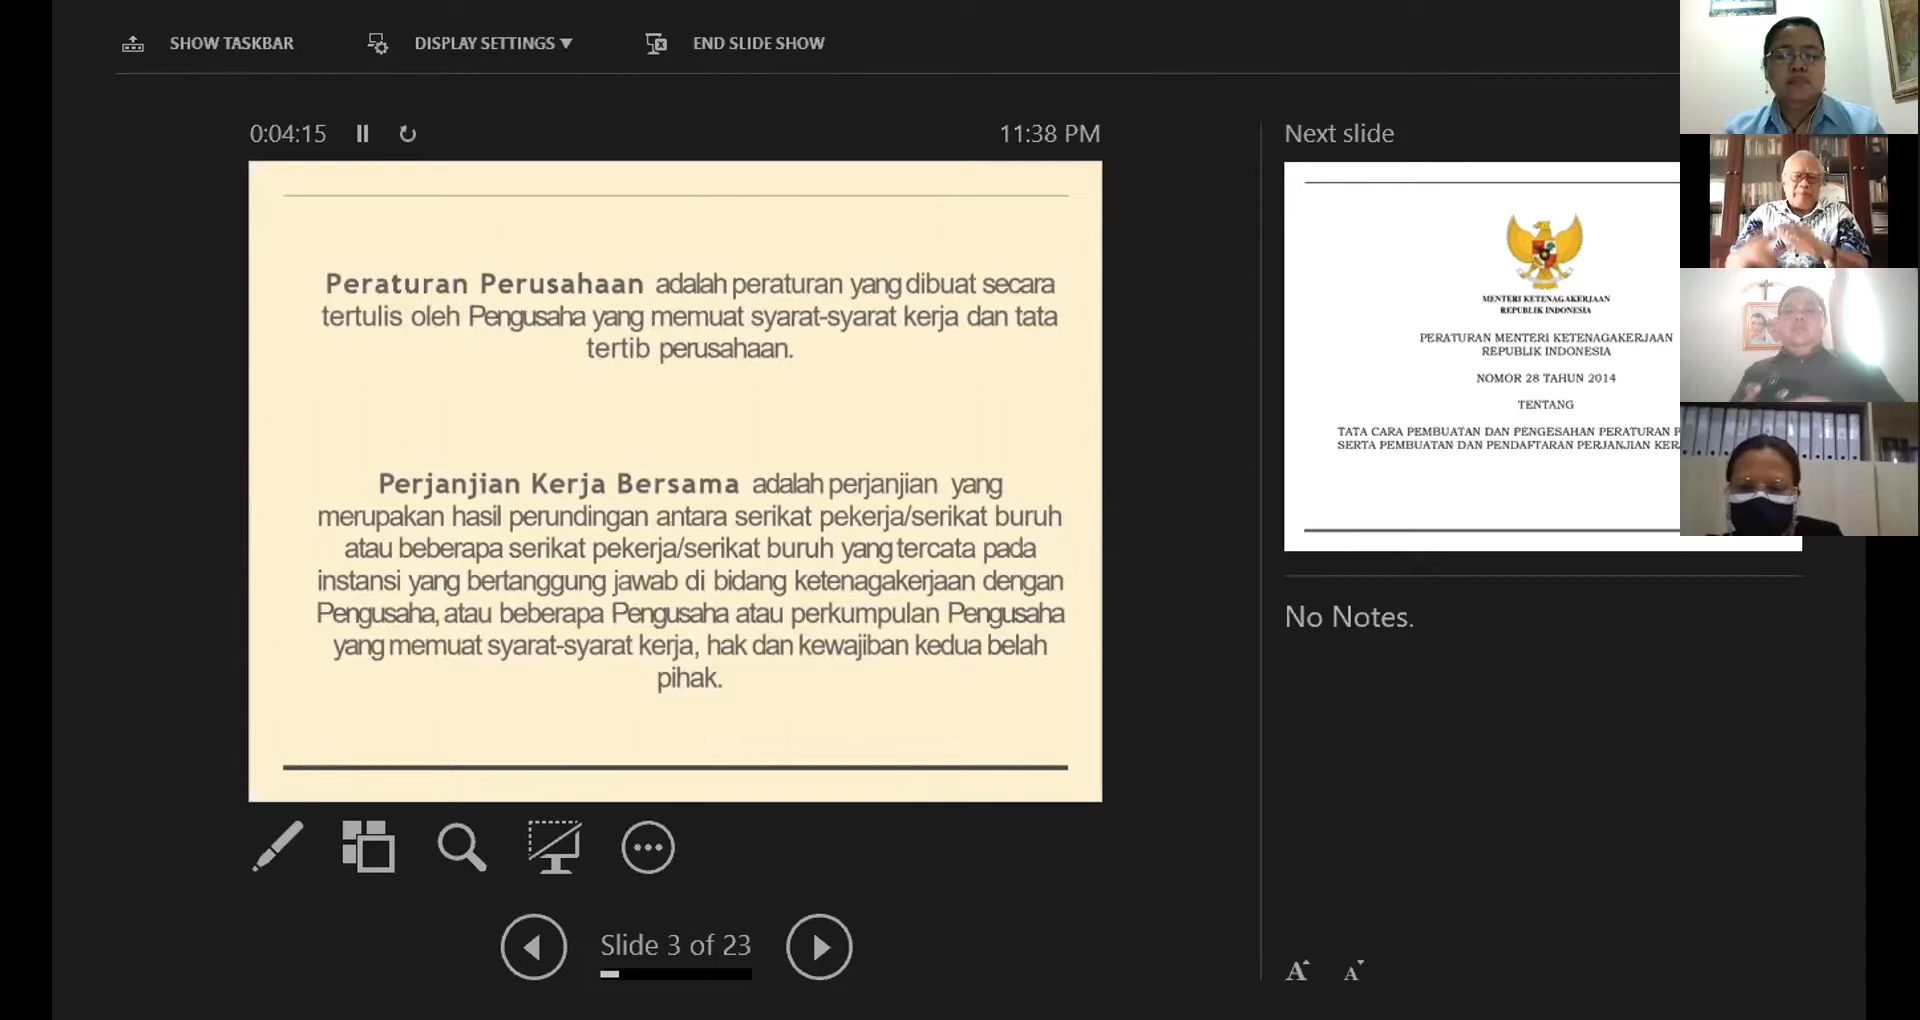 SHOW TASKBAR
DISPLAY SETTINGS
END SLIDE SHOW
0:04:15
11:38 PM
Peraturan Perusahaan adalah peraturan yang dibuat secara
tertulis oleh Pengusaha yang memuat syarat-syarat kerja dan tata
tertib perusahaan.
Perjanjian Kerja Bersama adalah perjanjian yang
merupakan hasil perundingan antara serikat pekerja/serikat buruh
atau beberapa serikat pekerja/serikat buruh yang tercata pada
instansi yang bertanggung jawab di bidang ketenagakerjaan dengan
Pengusaha, atau beberapa Pengusaha atau perkumpulan Pengusaha
yang memuat syarat-syarat kerja, hak dan kewajiban kedua belah
pihak.
Slide 3 of 23
Next slide
MENTERI KETENAGAKERJAAN
REPUBLIK INDONESIA
PERATURAN MENTERI KETENAGAKERJAAN
REPUBLIK INDONESIA
NOMOR 28 TAHUN 2014
TENTANG
TATA CARA PEMBUATAN DAN PENGESAHAN PERATURAN
SERTA PEMBUATAN DAN PENDAFTARAN PERJANJIAN
No Notes.
A A